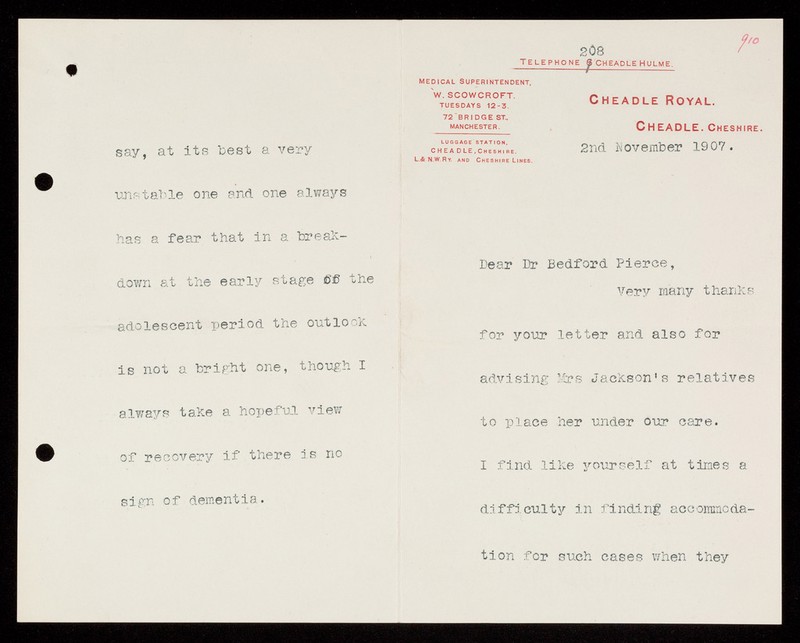 say, at its best a very
unstable one and one always
has a fear that in a break-
down at the early stage of the
adolescent period the outlook
is not a bright one, though I
always take a hopeful view
of recovery if there is no
sign of dementia.
910
208
TELEPHONE 8 CHEADLE HULME.
MEDICAL SUPERINTENDENT,
W. SCOWCROFT.
TUESDAYS 12-3.
72 BRIDGE ST.
MANCHESTER.
LUGGAGE STATION,
CHEADLE, CHESHIRE.
L.& N.W.RY. AND CHESHIRE LINES.
CHEADLE ROYAL.
CHEADLE. CHESHIRE.
2nd November 1907.
Dear Dr Bedford Pierce,
Very many thanks
for your letter and also for
advising Mrs Jackson's relatives
to place her under our care.
I find like yourself at times a
difficulty in finding accommoda-
tion for such cases when they